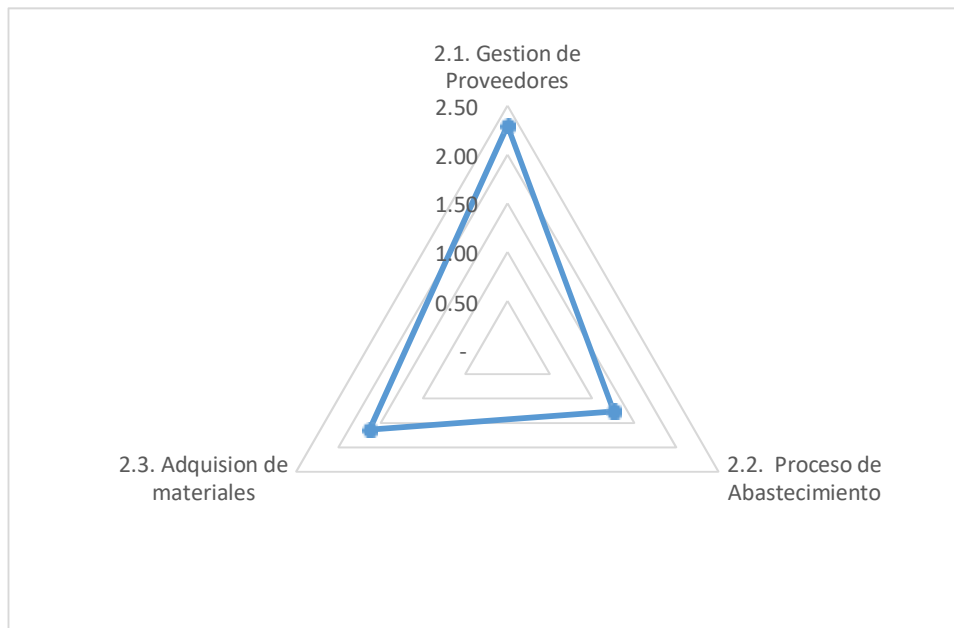 2.1. Gestion de
Proveedores
2.50
2.00
1.50
1.00
0.50
-
2.3. Adquision de
materiales
2.2.  Proceso de
Abastecimiento